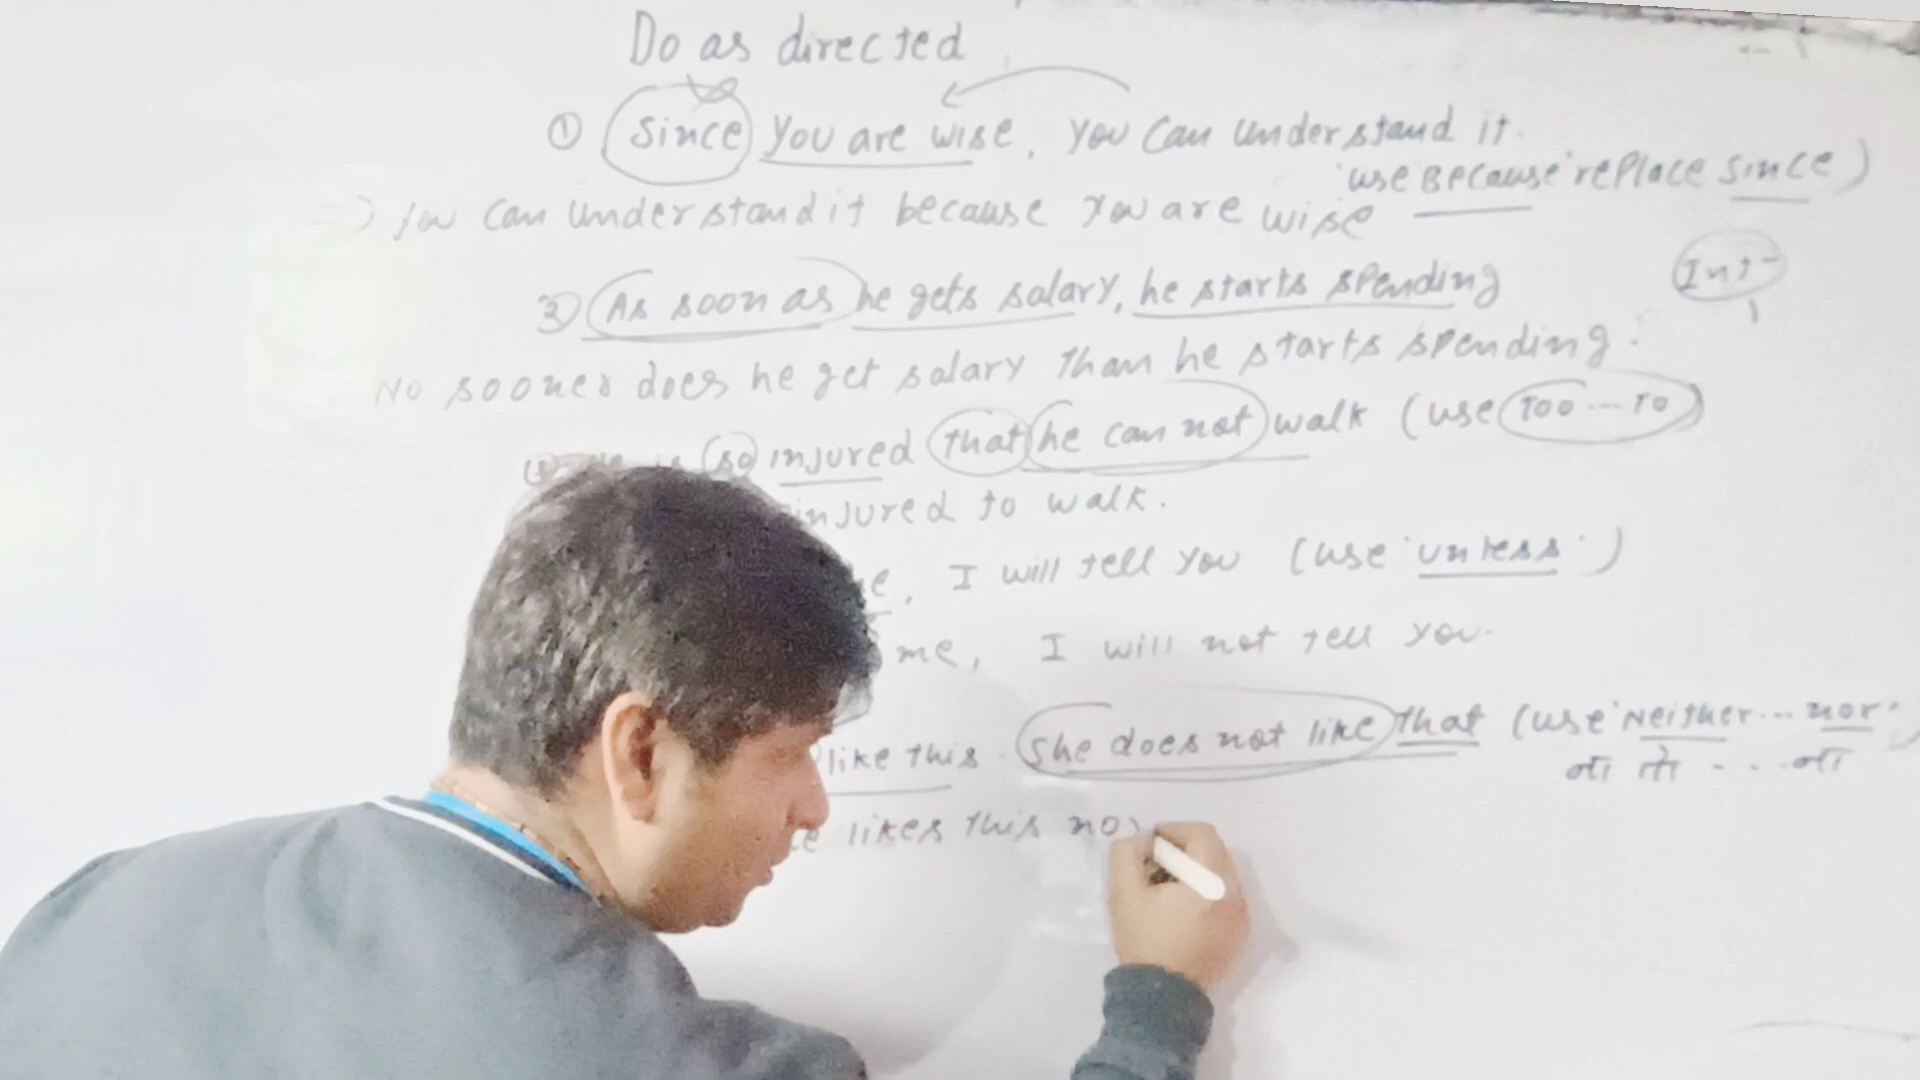 Do as directed
① Since you are wise, you can understand it.
'use Because' replace since)
=) you can understand it because you are wise
Int-
② As soon as he gets salary, he starts spending
No sooner does he get salary than he starts spending.
is so injured that he can not walk (use Too --- To)
injured to walk.
I will tell you (use 'unless')
me, I will not tell you.
like this. she does not like that (use 'Neither --- nor'
ना तो - - - ना
likes this nor